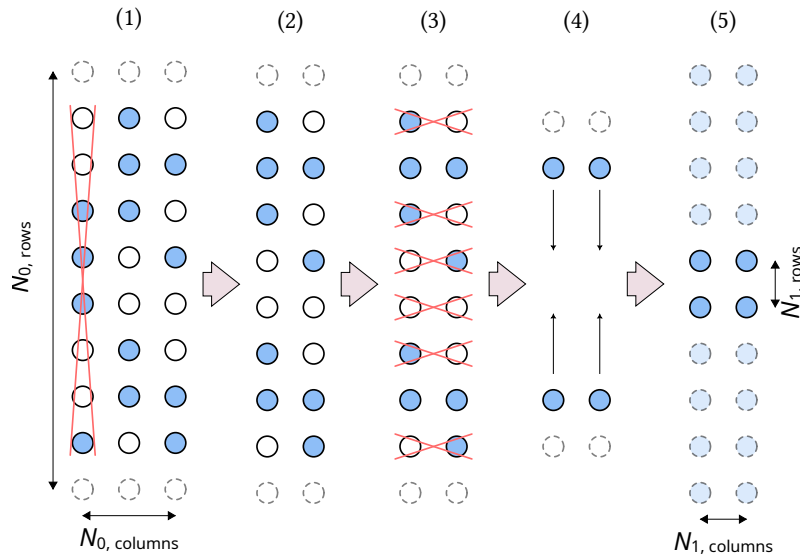 (1)
(2)
(3)
(4)
(5)
N0, rows
N1, rows
N0, columns
N1, columns